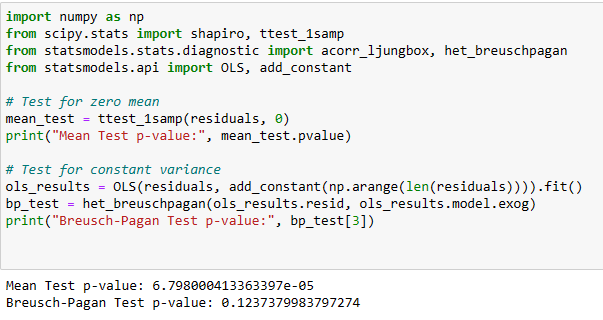 import numpy as np
from scipy.stats import shapiro, ttest_1samp
from statsmodels.stats.diagnostic import acorr_ljungbox, het_breuschpagan
from statsmodels.api import OLS, add_constant
# Test for zero mean
mean_test = ttest_1samp(residuals, 0)
print("Mean Test p-value:", mean_test.pvalue)
# Test for constant variance
ols_results = OLS(residuals, add_constant(np.arange(len(residuals)))).fit()
bp_test = het_breuschpagan(ols_results.resid, ols_results.model.exog)
print("Breusch-Pagan Test p-value:", bp_test[3])
Mean Test p-value: 6.798000413363397e-05
Breusch-Pagan Test p-value: 0.1237379983797274